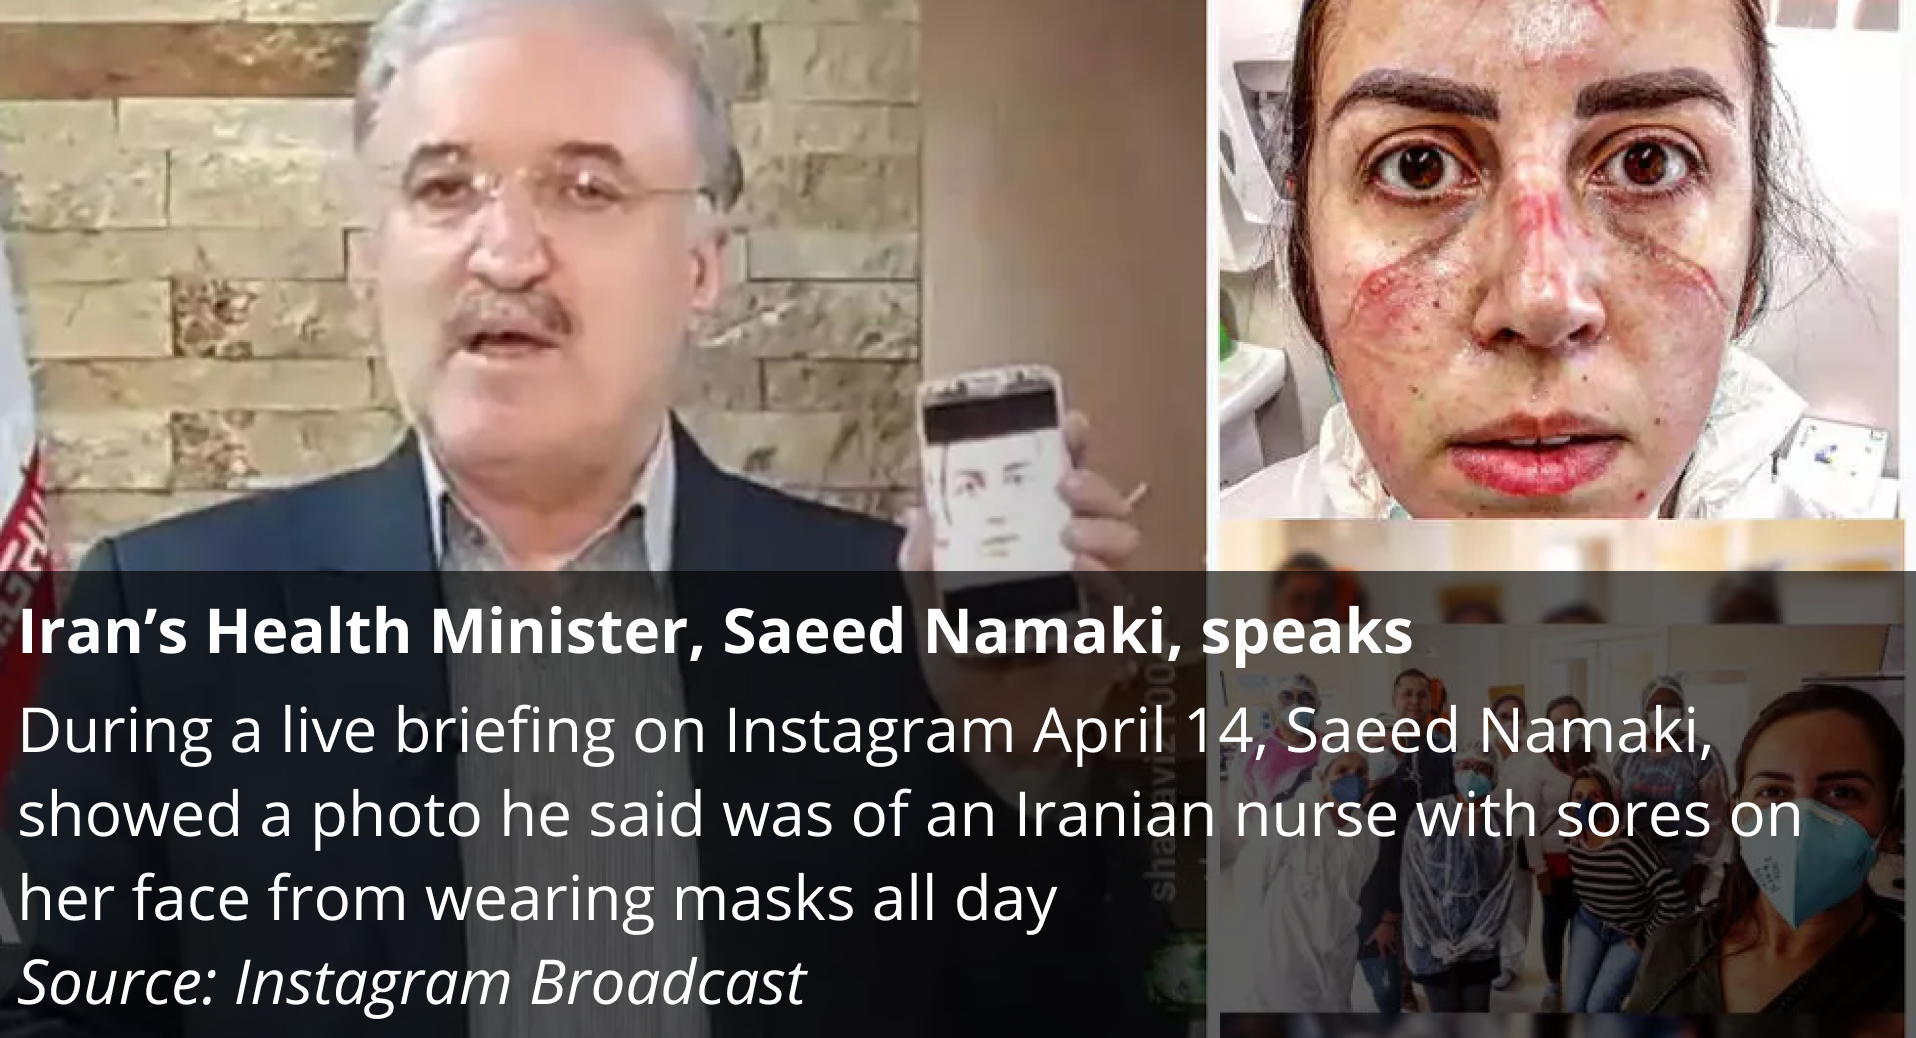 Iran’s Health Minister, Saeed Namaki, speaks
During a live briefing on Instagram April 14, Saeed Namaki,
showed a photo he said was of an Iranian nurse with sores on
her face from wearing masks all day
Source: Instagram Broadcast